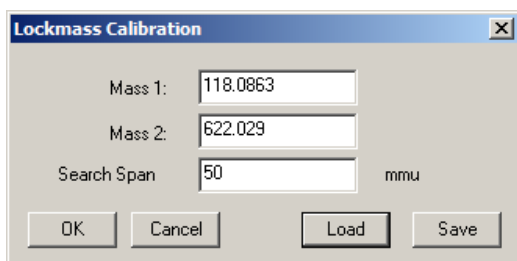 Lockmass Calibration
Mass 1: 118.0863
Mass 2: 622.029
Search Span 50 mmu
OK Cancel Load Save